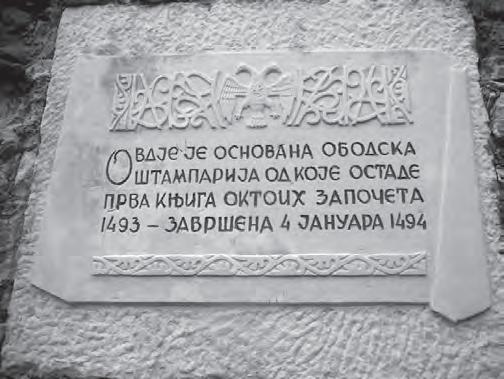 ОВДЈЕ ЈЕ ОСНОВАНА ОБОДСКА
ШТАМПАРИЈА ОД КОЈЕ ОСТАДЕ
ПРВА КЊИГА ОКТОИХ ЗАПОЧЕТА
1493 – ЗАВРШЕНА 4 ЈАНУАРА 1494